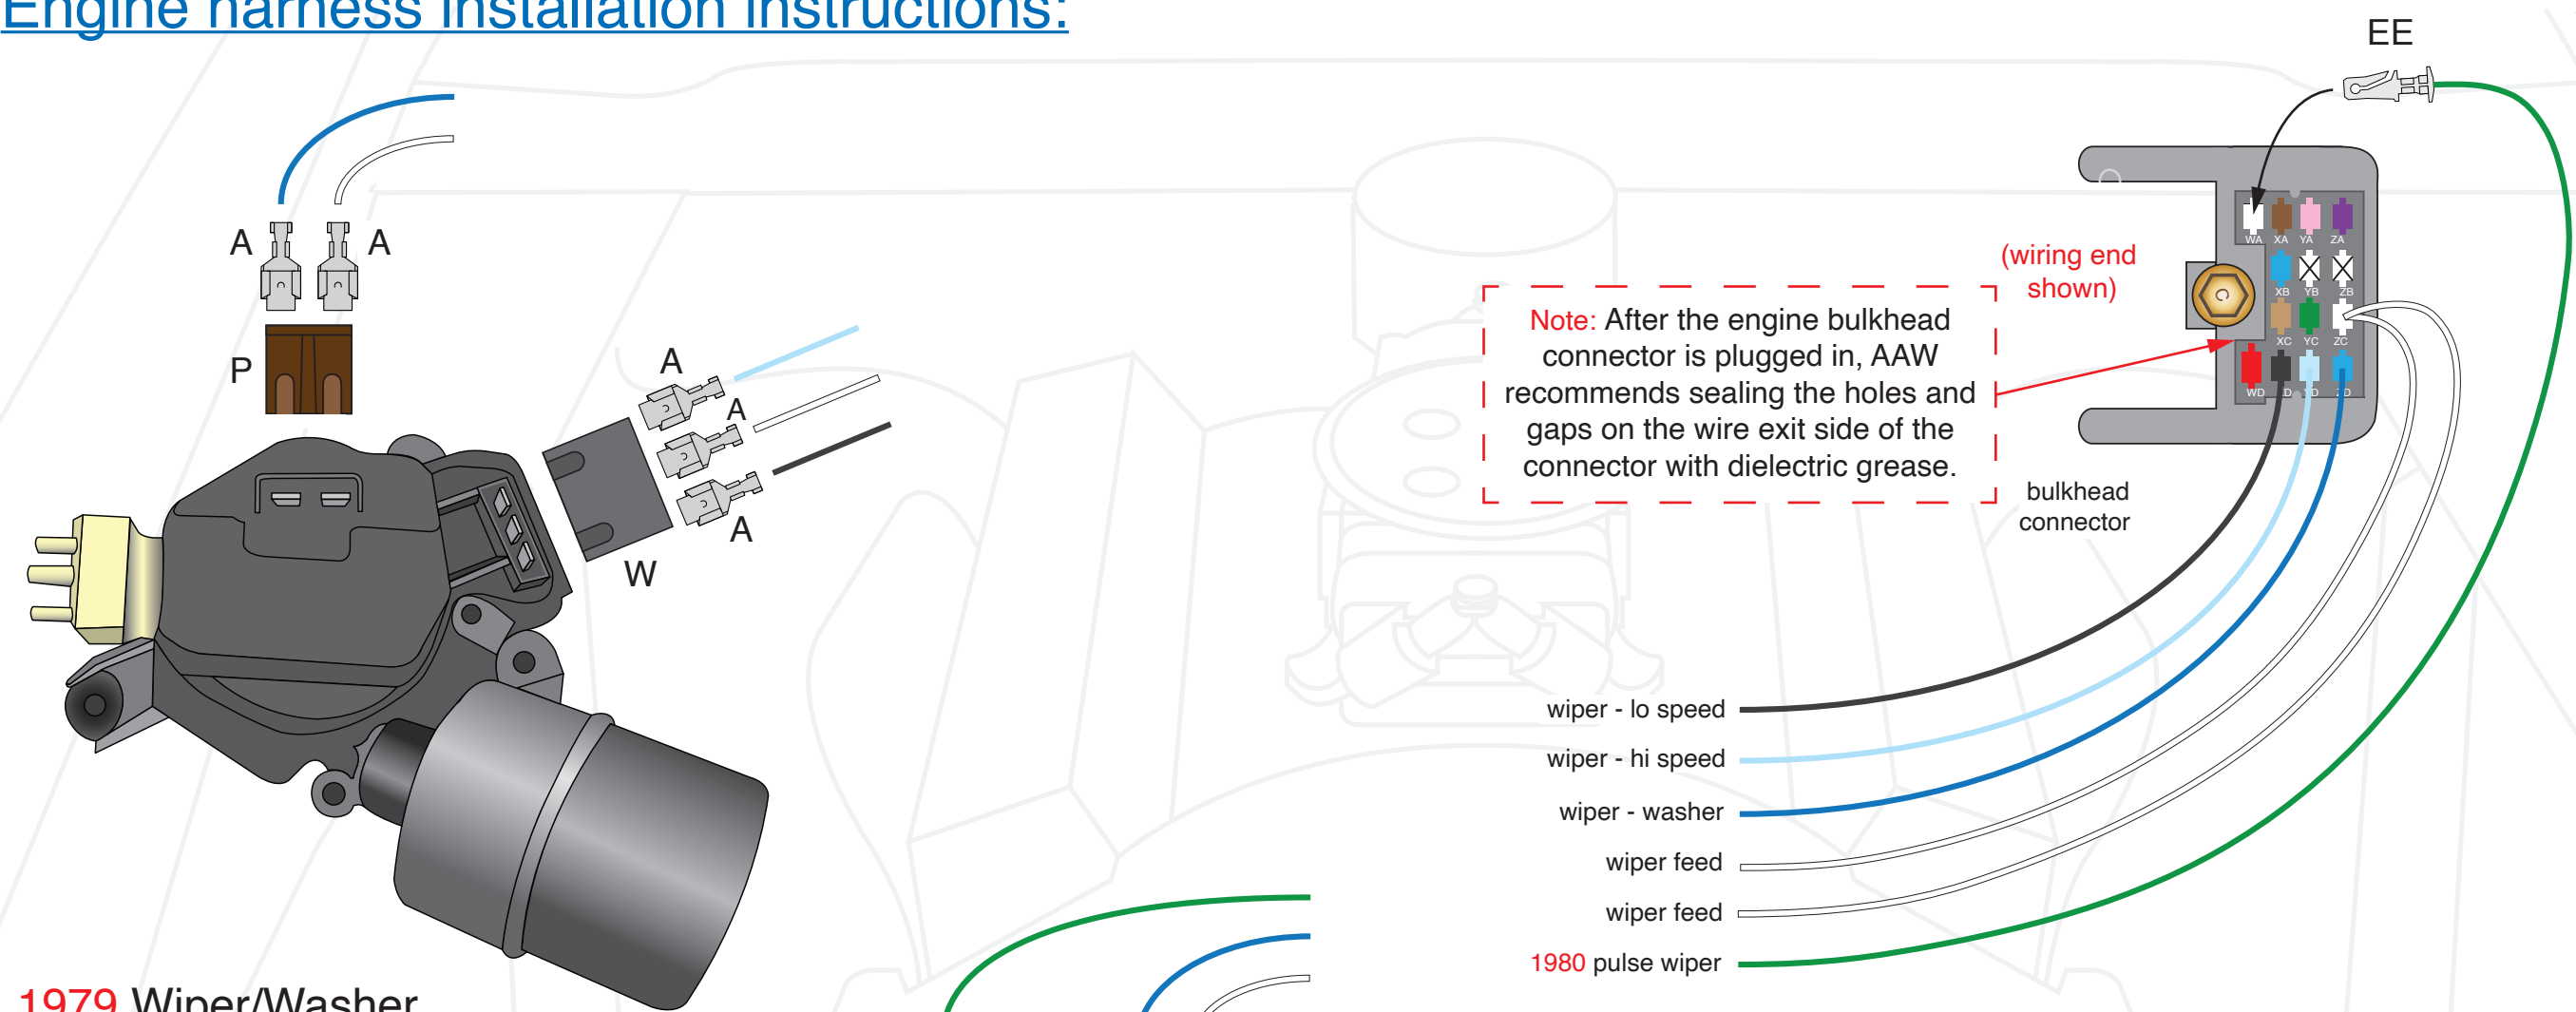 Engine harness installation instructions:
EE
A
A
P
A
A
A
W
(wiring end
shown)
Note: After the engine bulkhead
connector is plugged in, AAW
recommends sealing the holes and
gaps on the wire exit side of the
connector with dielectric grease.
WA XA YA ZA
XB YB ZB
XC YC ZC
WD
bulkhead
connector
wiper - lo speed
wiper - hi speed
wiper - washer
wiper feed
wiper feed
1980 pulse wiper
1979 Wiper/Washer